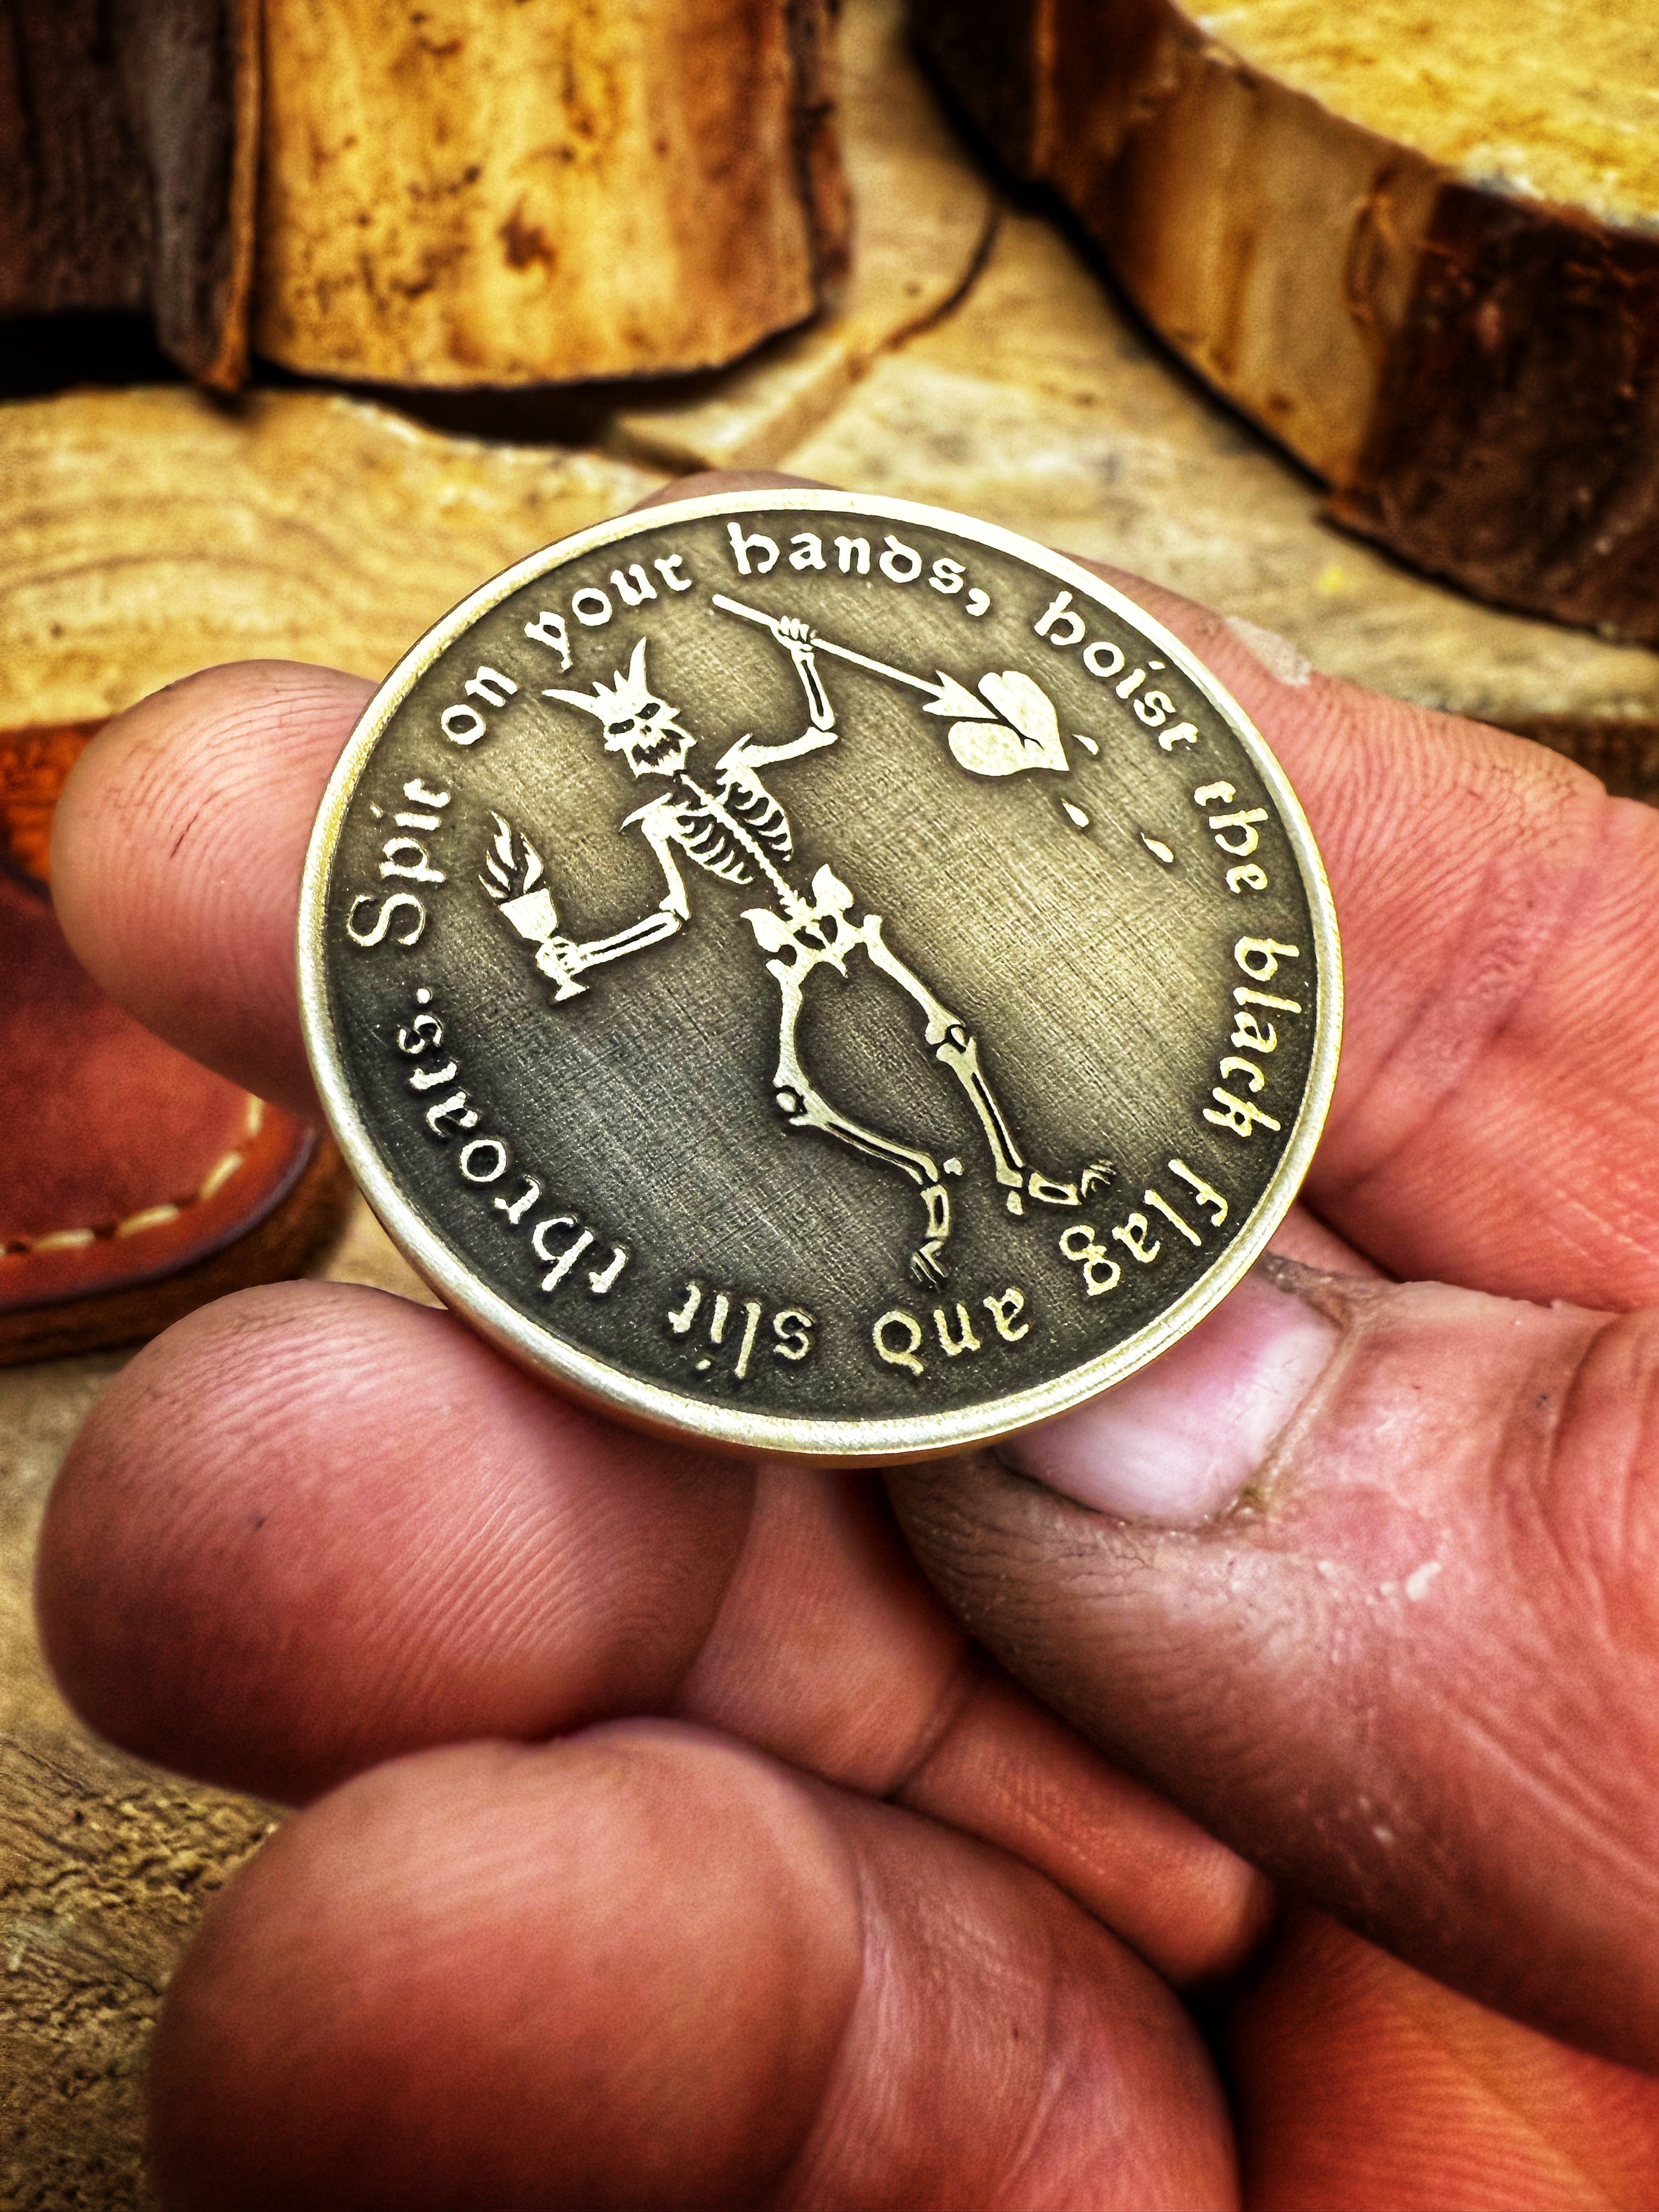 Spit on your hands, hoist the black flag and slit throats.